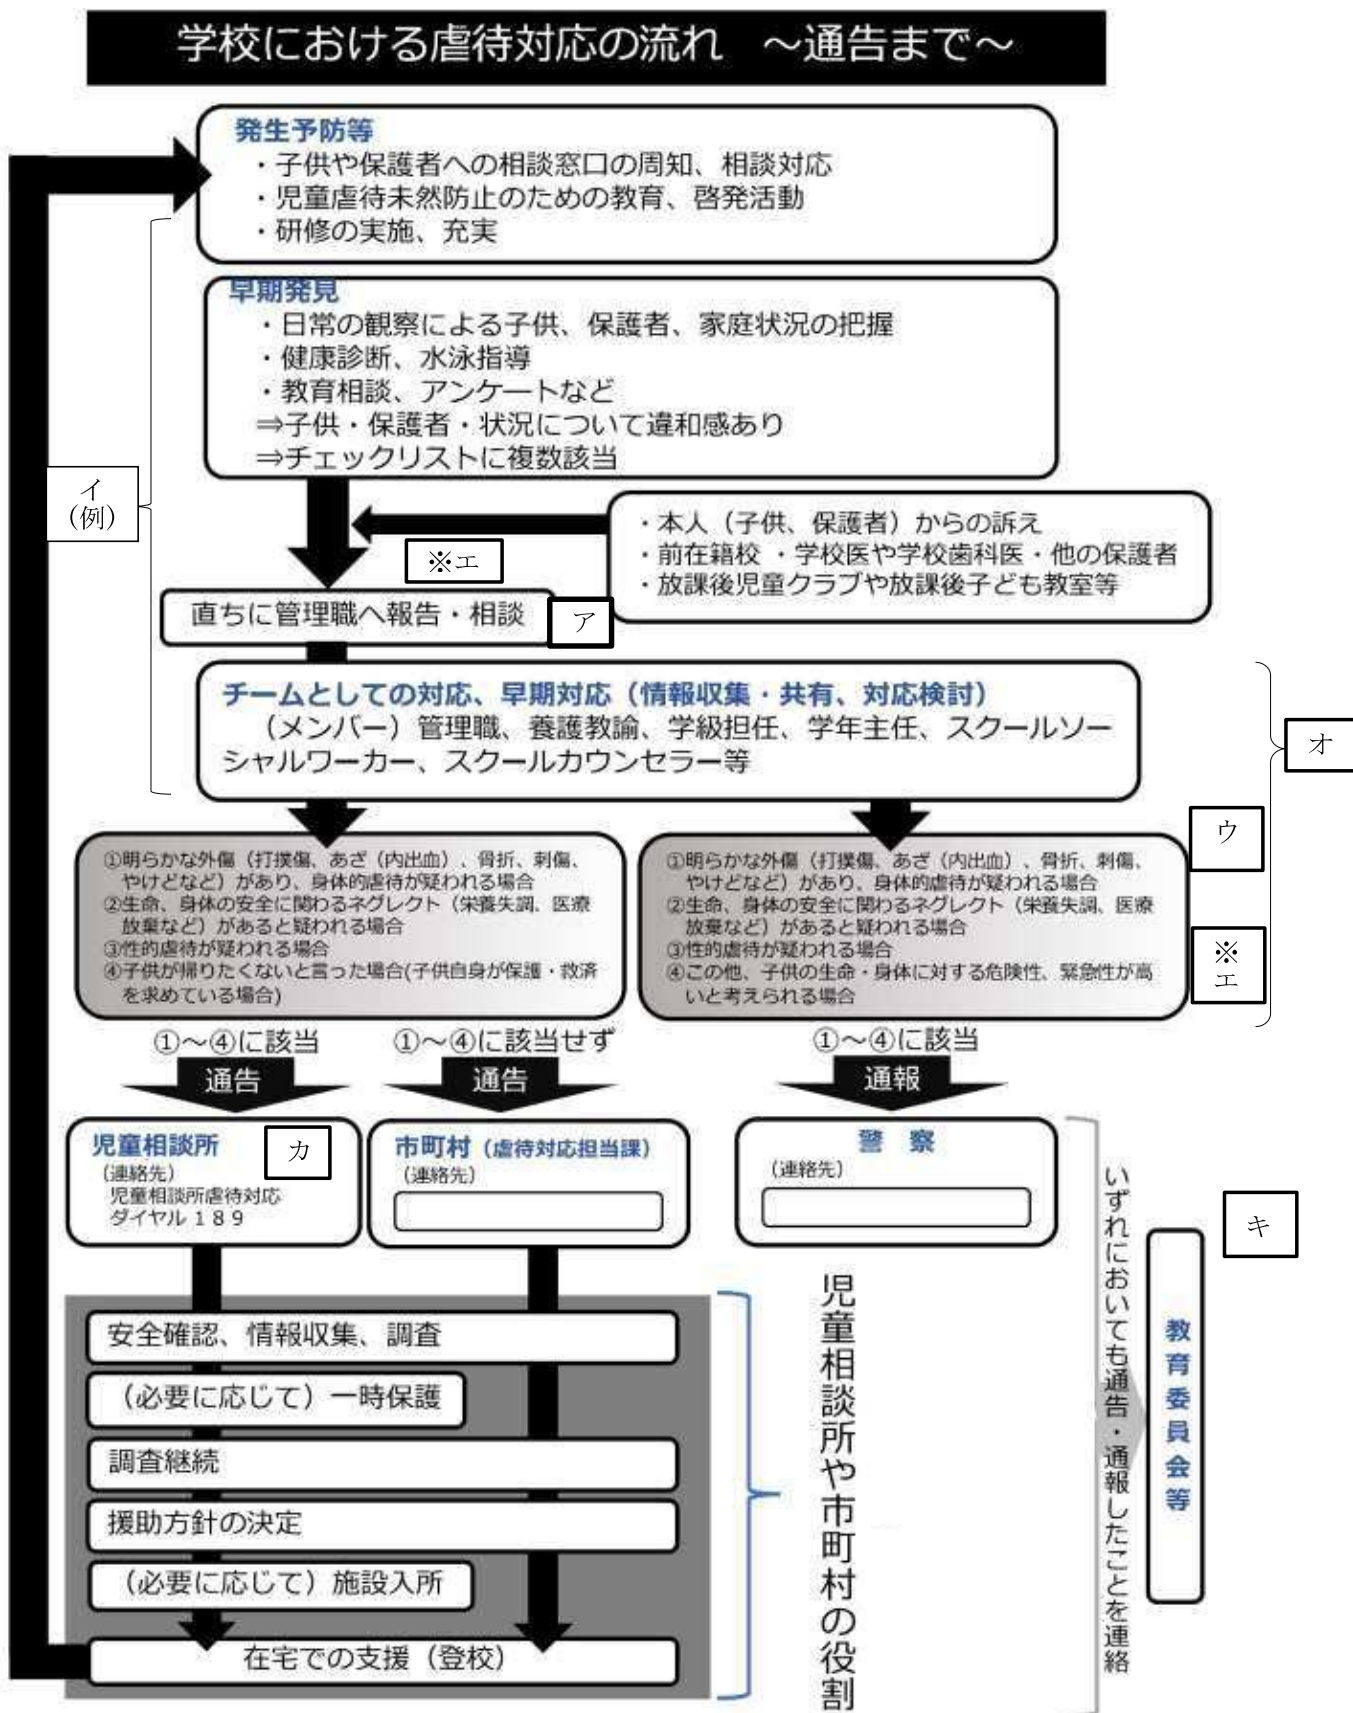 学校における虐待対応の流れ ～通告まで～
発生予防等
・子供や保護者への相談窓口の周知、相談対応
・児童虐待未然防止のための教育、啓発活動
・研修の実施、充実
早期発見
・日常の観察による子供、保護者、家庭状況の把握
・健康診断、水泳指導
・教育相談、アンケートなど
⇒子供・保護者・状況について違和感あり
⇒チェックリストに複数該当
イ
(例)
・本人（子供、保護者）からの訴え
・前在籍校 ・学校医や学校歯科医・他の保護者
・放課後児童クラブや放課後子ども教室等
※エ
直ちに管理職へ報告・相談
ア
チームとしての対応、早期対応（情報収集・共有、対応検討）
（メンバー）管理職、養護教諭、学級担任、学年主任、スクールソー
シャルワーカー、スクールカウンセラー等
オ
ウ
※
エ
①明らかな外傷（打撲傷、あざ（内出血）、骨折、刺傷、
やけどなど）があり、身体的虐待が疑われる場合
②生命、身体の安全に関わるネグレクト（栄養失調、医療
放棄など）があると疑われる場合
③性的虐待が疑われる場合
④子供が帰りたくないと言った場合(子供自身が保護・救済
を求めている場合)
①明らかな外傷（打撲傷、あざ（内出血）、骨折、刺傷、
やけどなど）があり、身体的虐待が疑われる場合
②生命、身体の安全に関わるネグレクト（栄養失調、医療
放棄など）があると疑われる場合
③性的虐待が疑われる場合
④この他、子供の生命・身体に対する危険性、緊急性が高
いと考えられる場合
①～④に該当
①～④に該当せず
①～④に該当
通告
通告
通報
児童相談所
(連絡先)
児童相談所虐待対応
ダイヤル １８９
カ
市町村（虐待対応担当課）
(連絡先)
警 察
(連絡先)
いずれにおいても通告・通報したことを連絡
教育委員会等
キ
安全確認、情報収集、調査
（必要に応じて）一時保護
調査継続
援助方針の決定
（必要に応じて）施設入所
在宅での支援（登校）
児童相談所や市町村の役割